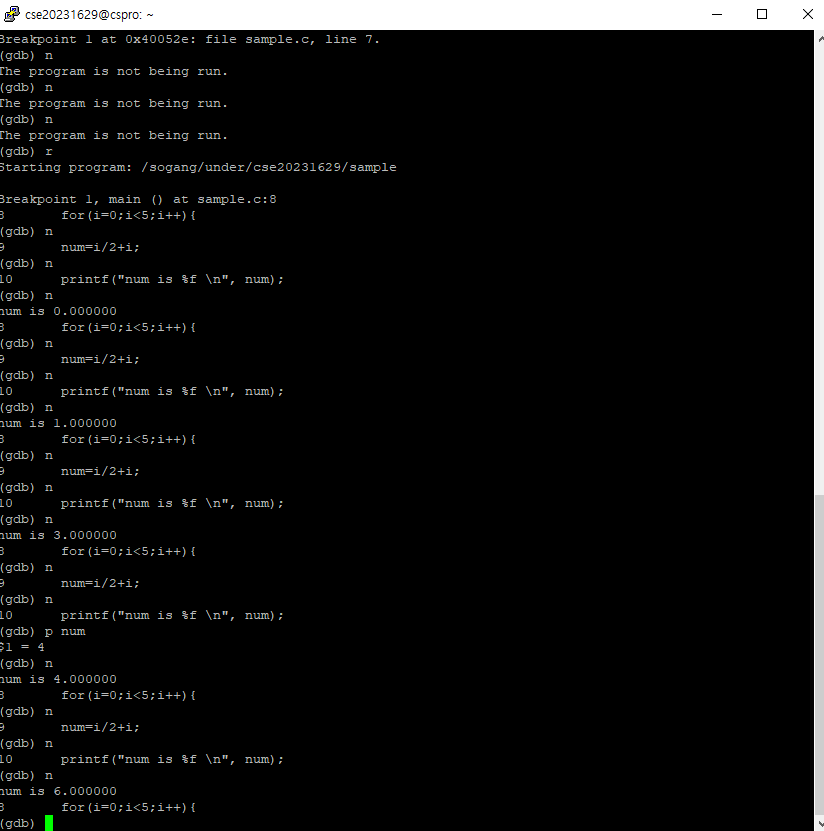 cse20231629@cspro: ~
Breakpoint 1 at 0x40052e: file sample.c, line 7.
(gdb) n
The program is not being run.
(gdb) n
The program is not being run.
(gdb) n
The program is not being run.
(gdb) r
Starting program: /sogang/under/cse20231629/sample
Breakpoint 1, main () at sample.c:8
8       for(i=0;i<5;i++){
(gdb) n
9       num=i/2+i;
(gdb) n
10      printf("num is %f \n", num);
(gdb) n
num is 0.000000
8       for(i=0;i<5;i++){
(gdb) n
9       num=i/2+i;
(gdb) n
10      printf("num is %f \n", num);
(gdb) n
num is 1.000000
8       for(i=0;i<5;i++){
(gdb) n
9       num=i/2+i;
(gdb) n
10      printf("num is %f \n", num);
(gdb) n
num is 3.000000
8       for(i=0;i<5;i++){
(gdb) n
9       num=i/2+i;
(gdb) n
10      printf("num is %f \n", num);
(gdb) p num
$1 = 4
(gdb) n
num is 4.000000
8       for(i=0;i<5;i++){
(gdb) n
9       num=i/2+i;
(gdb) n
10      printf("num is %f \n", num);
(gdb) n
num is 6.000000
8       for(i=0;i<5;i++){
(gdb)